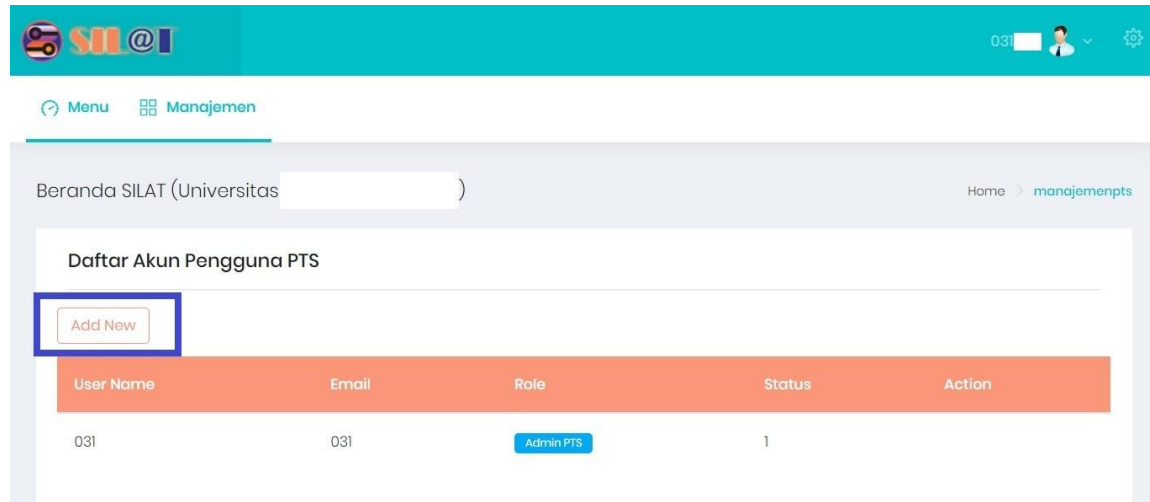 SIL@T
031
Menu Manajemen
Beranda SILAT (Universitas )
Home > manajemenpts
Daftar Akun Pengguna PTS
Add New
User Name Email Role Status Action
031 031 Admin PTS 1